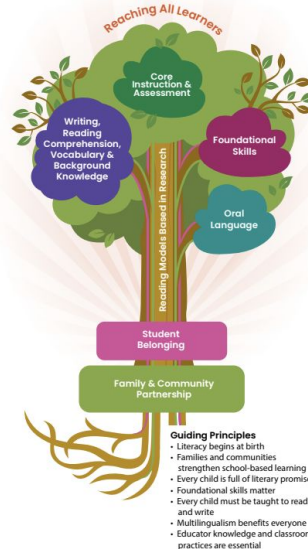 Reaching All Learners
Core
Instruction &
Assessment
Writing,
Reading
Comprehension,
Vocabulary &
Background
Knowledge
Foundational
Skills
Oral
Language
Reading Models Based in Research
Student
Belonging
Family & Community
Partnership
Guiding Principles
• Literacy begins at birth
• Families and communities
strengthen school-based learning
• Every child is full of literary promise
• Foundational skills matter
• Every child must be taught to read
and write
• Multilingualism benefits everyone
• Educator knowledge and classroom
practices are essential